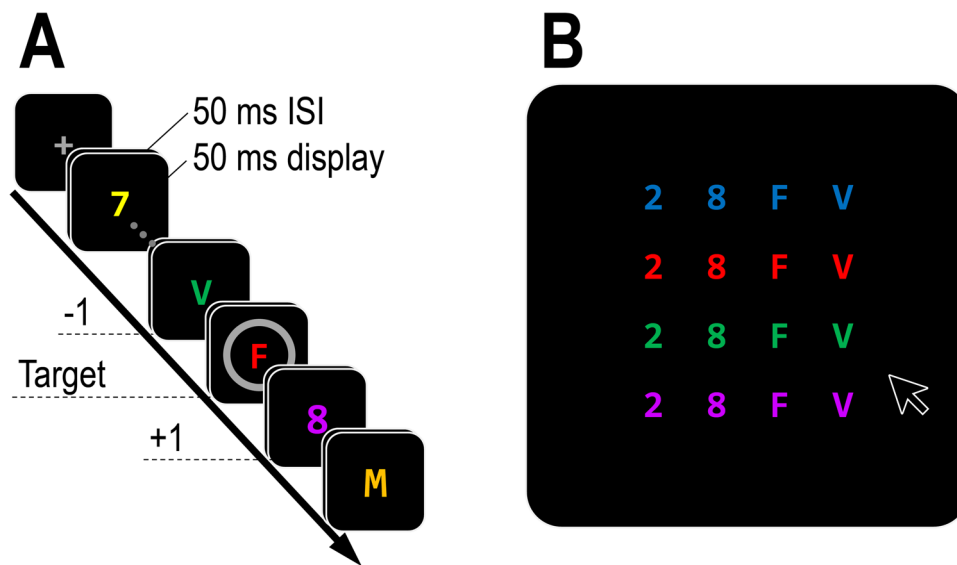 A
+
50 ms ISI
50 ms display
7
V
-1
F
Target
8
+1
M
B
2 8 F V
2 8 F V
2 8 F V
2 8 F V